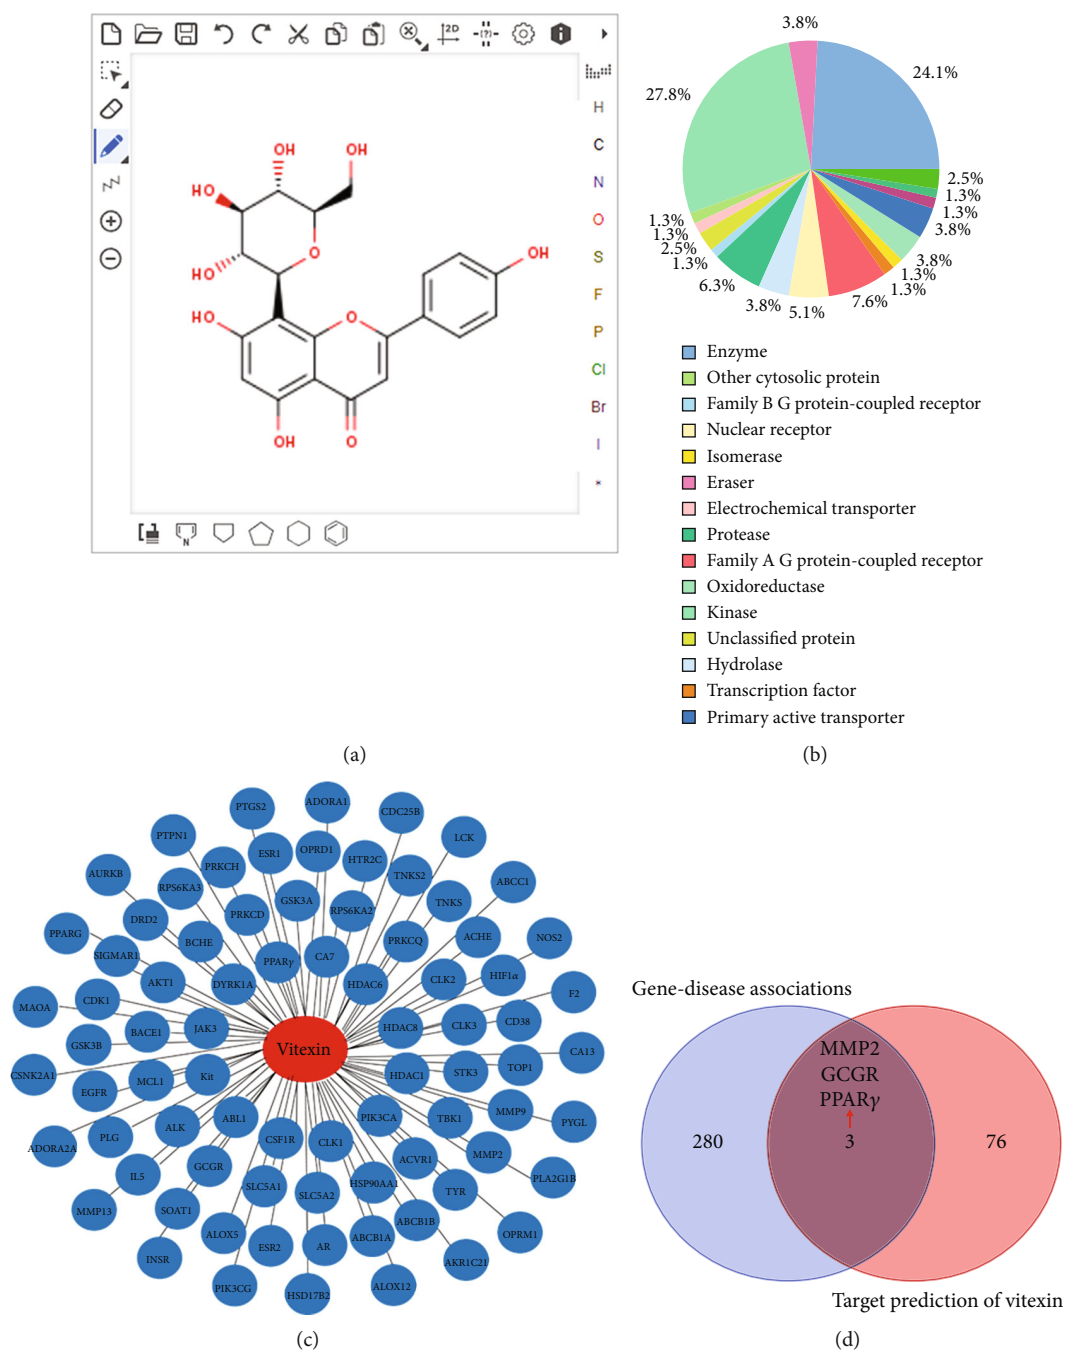 2D
(?)
H
C
N
O
S
F
P
Cl
Br
I
*
N
OH
OH
HO
O
HO
OH
HO
O
OH
O
(a)
3.8%
24.1%
27.8%
2.5%
1.3%
1.3%
3.8%
3.8%
1.3%
1.3%
7.6%
5.1%
3.8%
6.3%
1.3%
2.5%
1.3%
1.3%
Enzyme
Other cytosolic protein
Family B G protein-coupled receptor
Nuclear receptor
Isomerase
Eraser
Electrochemical transporter
Protease
Family A G protein-coupled receptor
Oxidoreductase
Kinase
Unclassified protein
Hydrolase
Transcription factor
Primary active transporter
(b)
PTGS2
ADORA1
CDC25B
PTPN1
LCK
ESR1
OPRD1
HTR2C
PRKCH
TNKS2
AURKB
RPS6KA3
ABCC1
GSK3A
TNKS
RPS6KA2
PRKCD
DRD2
PPARG
BCHE
PRKCQ
ACHE
NOS2
SIGMAR1
PPARγ
CA7
AKT1
DYRK1A
HDAC6
CLK2
HIF1α
F2
MAOA
CDK1
JAK3
BACE1
HDAC8
CLK3
CD38
GSK3B
Vitexin
CA13
CSNK2A1
MCL1
Kit
HDAC1
STK3
TOP1
EGFR
ABL1
PIK3CA
TBK1
MMP9
PYGL
ADORA2A
PLG
ALK
CSF1R
CLK1
MMP2
IL5
GCGR
ACVR1
PLA2G1B
SLC5A1
SLC5A2
HSP90AA1
TYR
MMP13
SOAT1
ABCB1B
ALOX5
ESR2
AR
ABCB1A
OPRM1
INSR
AKR1C21
PIK3CG
HSD17B2
ALOX12
(c)
Gene-disease associations
MMP2
GCGR
PPARγ
280
3
76
Target prediction of vitexin
(d)